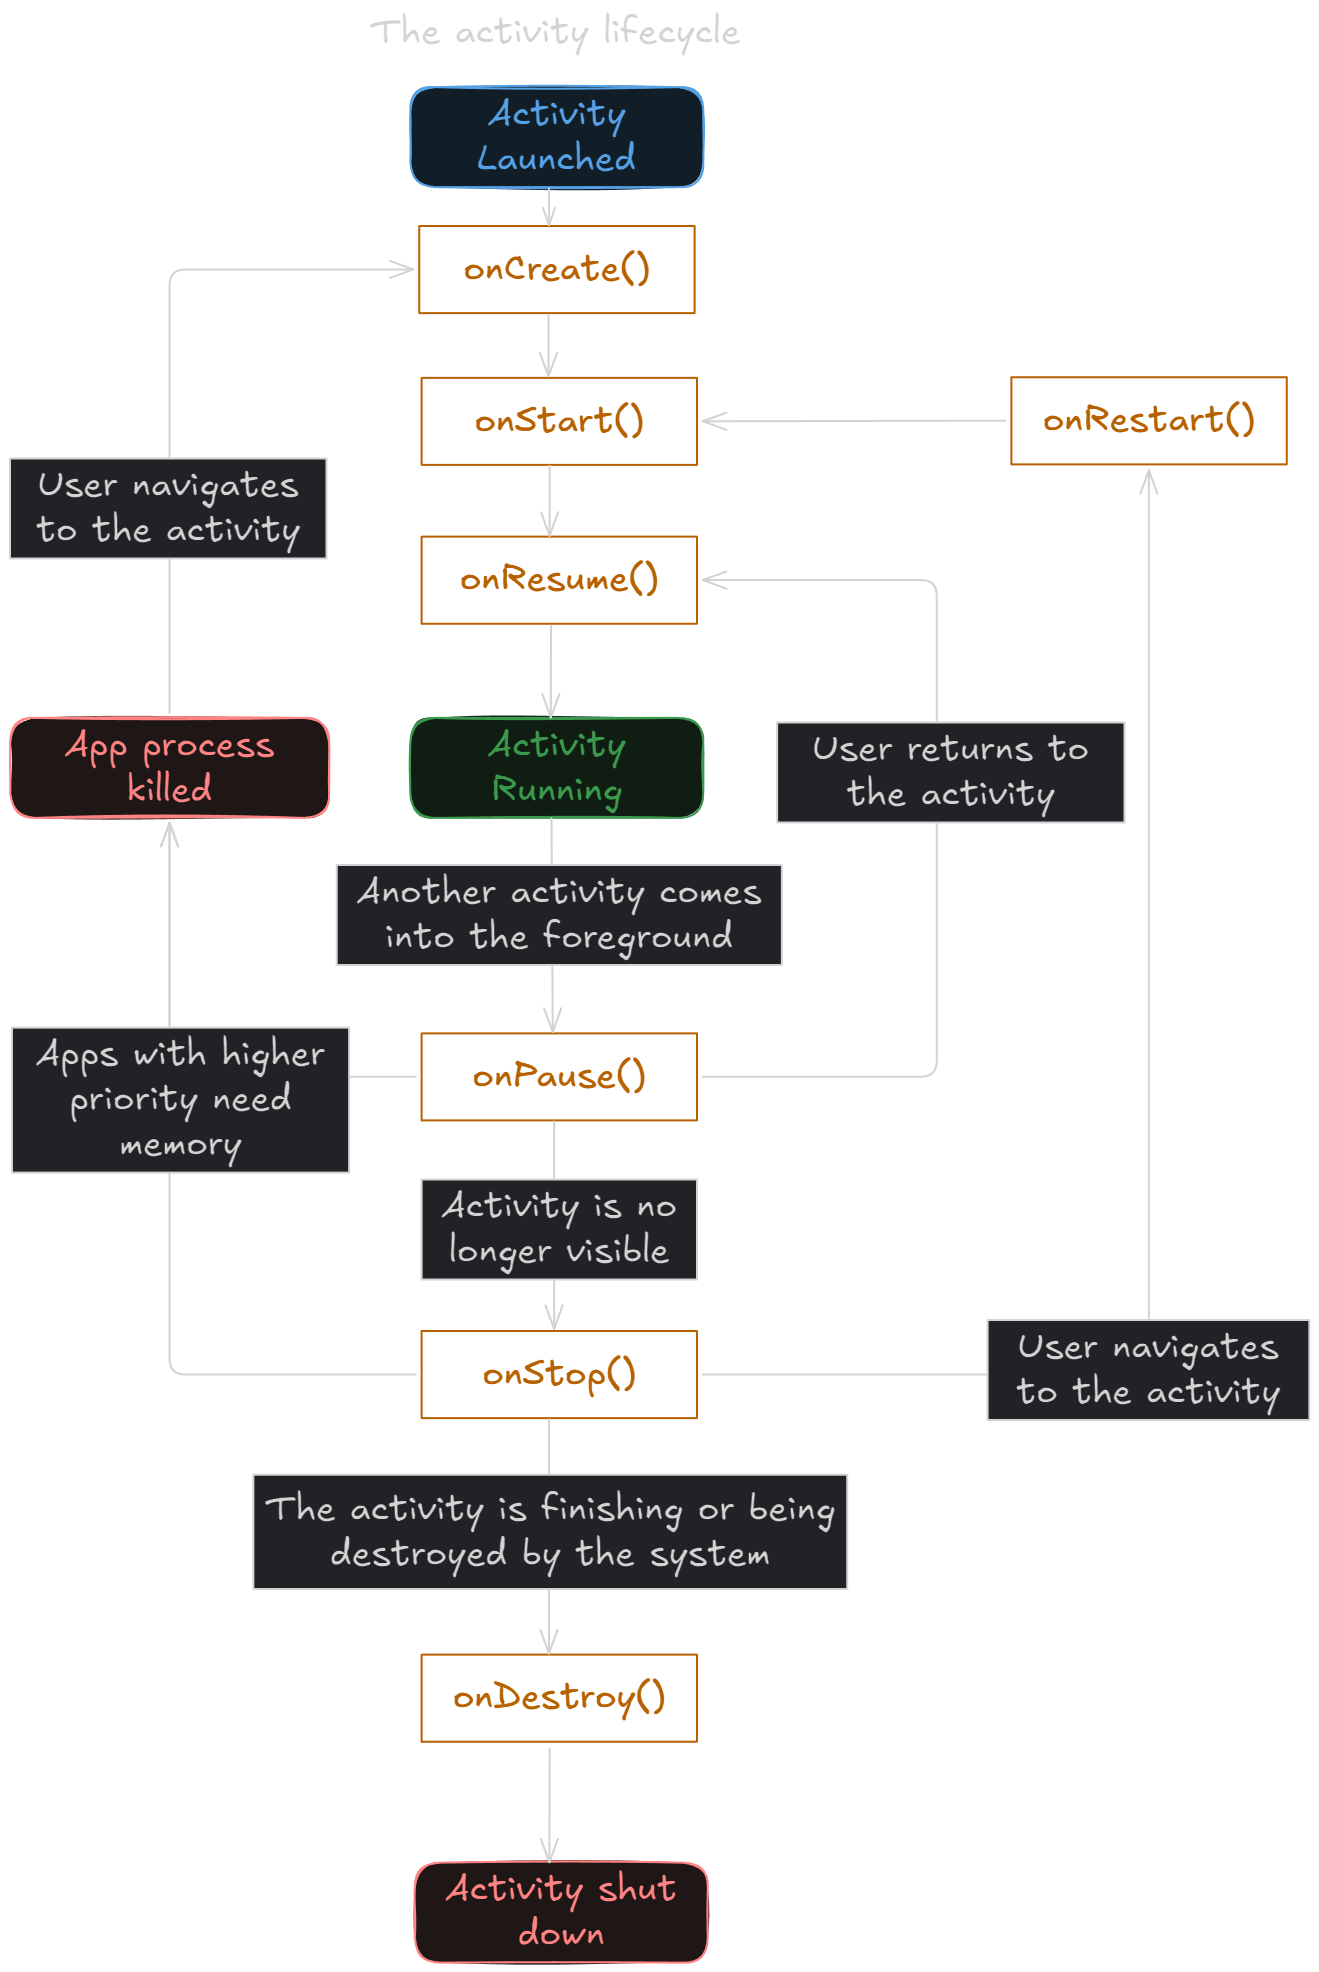 The activity lifecycle
Activity
Launched
onCreate()
onStart()
onRestart()
User navigates
to the activity
onResume()
App process
killed
Activity
Running
User returns to
the activity
Another activity comes
into the foreground
Apps with higher
priority need
memory
onPause()
Activity is no
longer visible
onStop()
User navigates
to the activity
The activity is finishing or being
destroyed by the system
onDestroy()
Activity shut
down